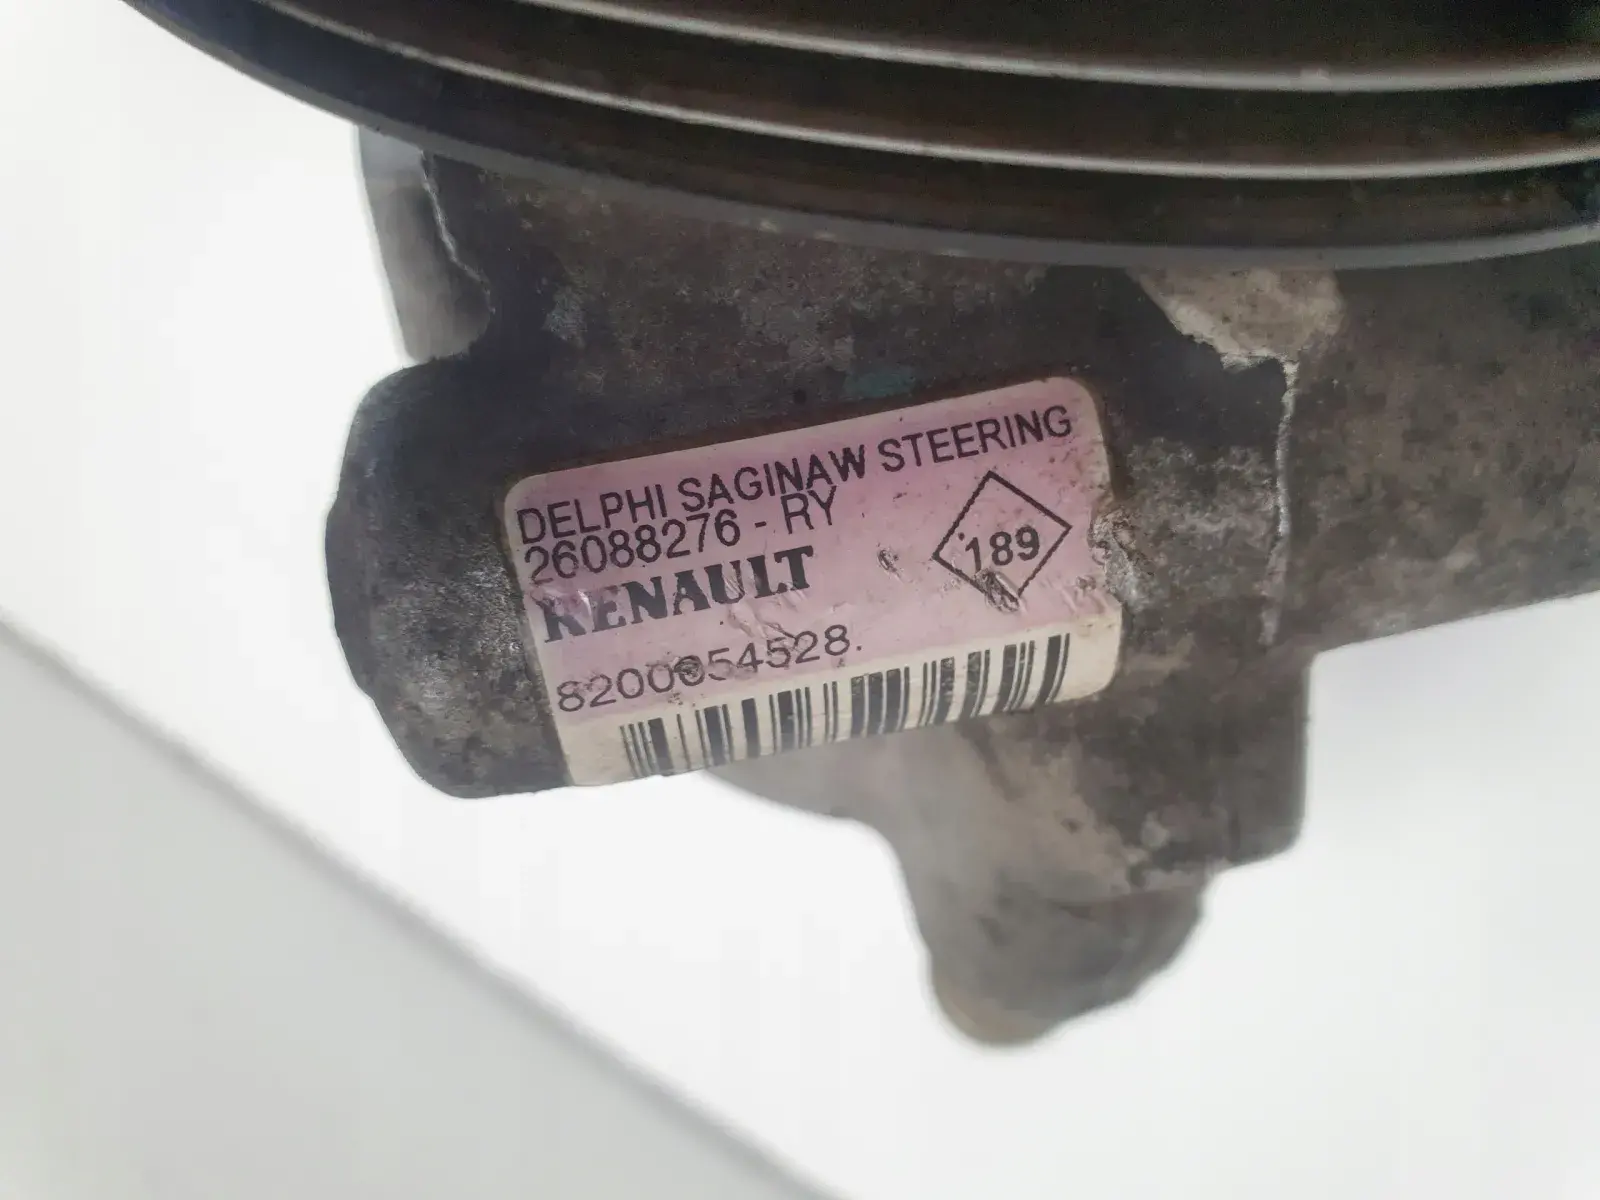 DELPHI SAGINAW STEERING
26088276 - RY
RENAULT
189
8200054528.